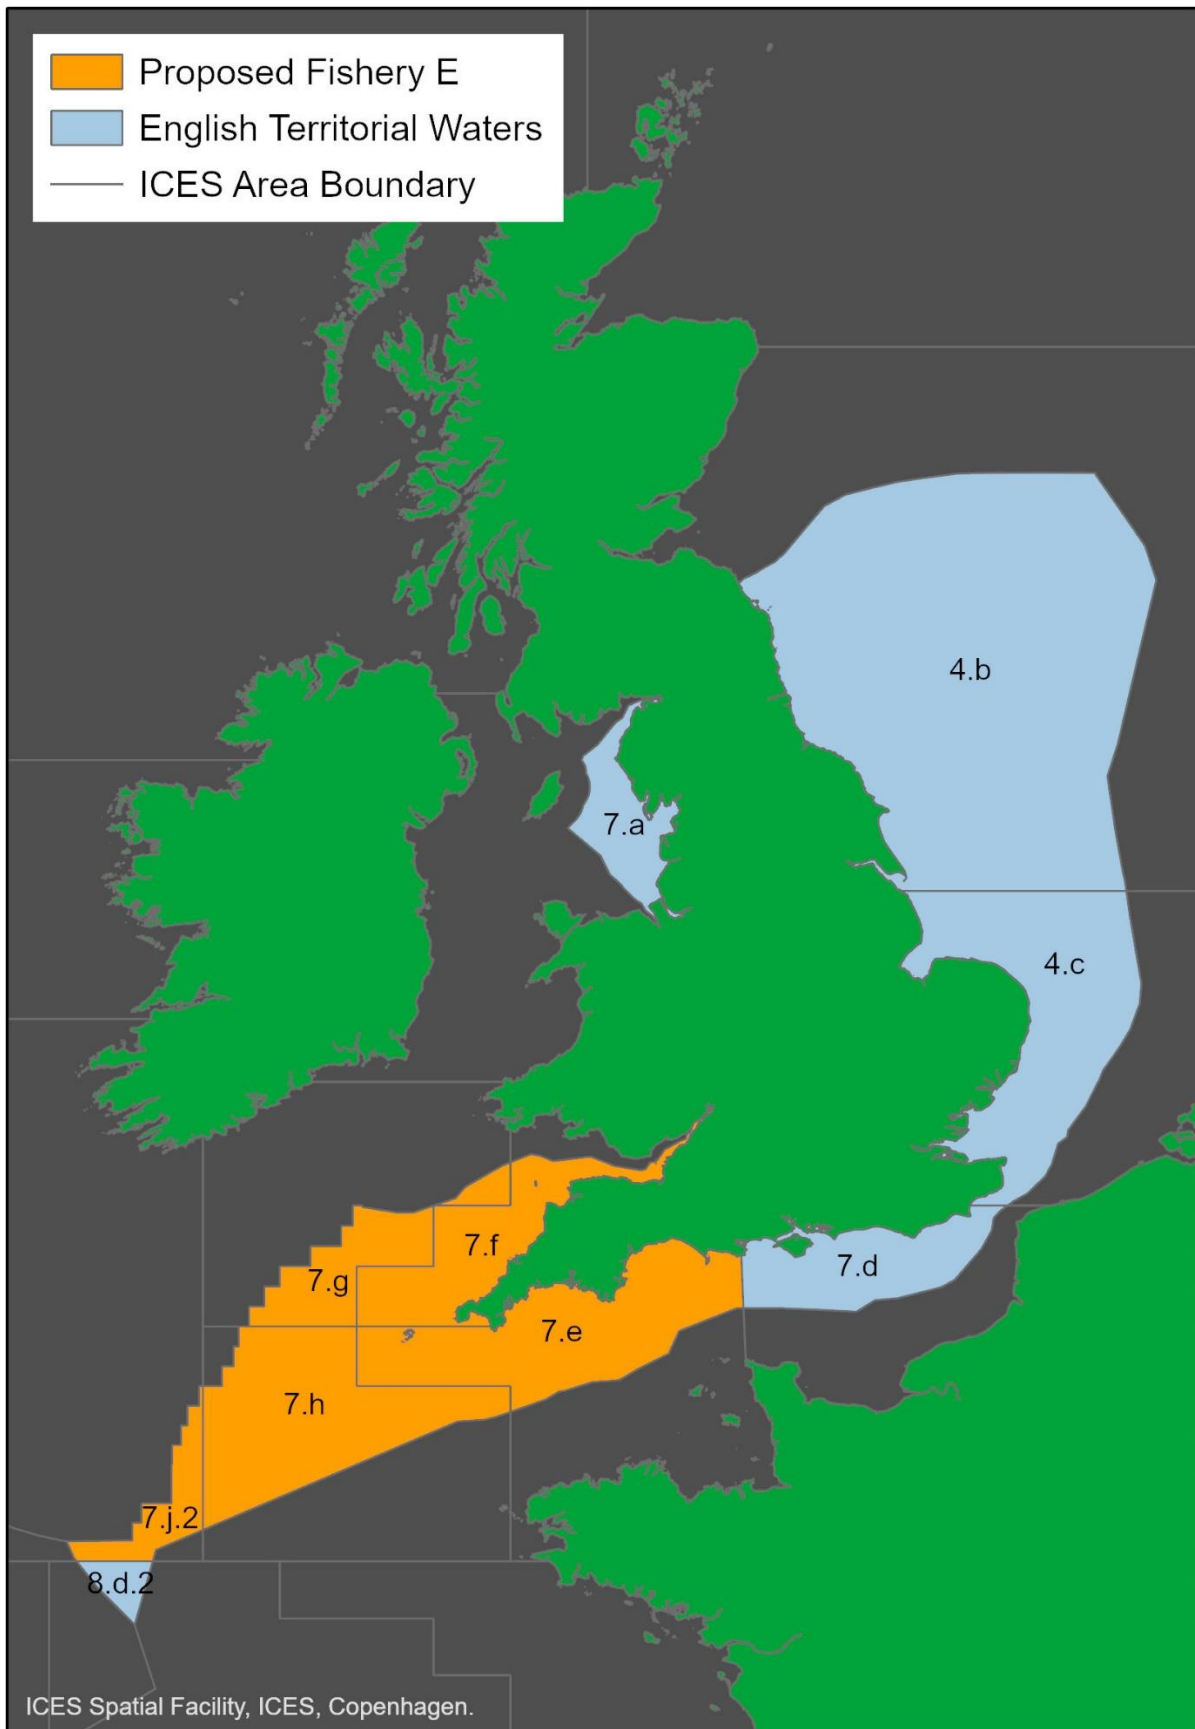 Proposed Fishery E
English Territorial Waters
ICES Area Boundary
4.b
7.a
4.c
7.f
7.d
7.g
7.e
7.h
7.j.2
8.d.2
ICES Spatial Facility, ICES, Copenhagen.